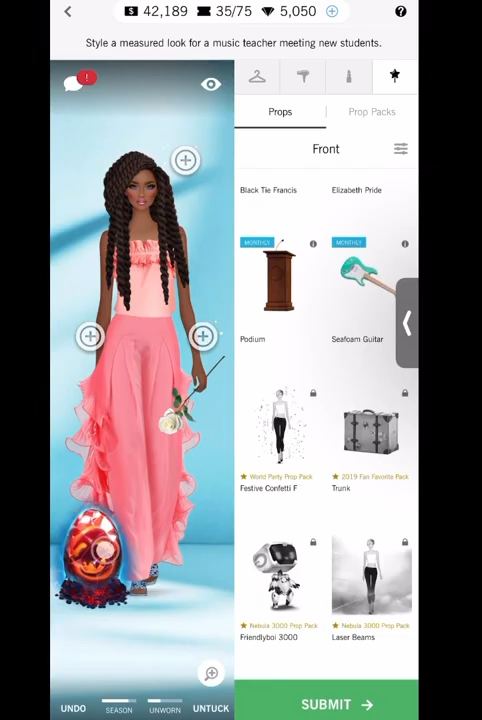 42,189 35/75 5,050
Style a measured look for a music teacher meeting new students.
!
Props Prop Packs
Front
Black Tie Francis Elizabeth Pride
MONTHLY MONTHLY
Podium Seafoam Guitar
World Party Prop Pack 2019 Fan Favorite Pack
Festive Confetti F Trunk
Nebula 3000 Prop Pack Nebula 3000 Prop Pack
Friendlyboi 3000 Laser Beams
UNDO SEASON UNWORN UNTUCK
SUBMIT